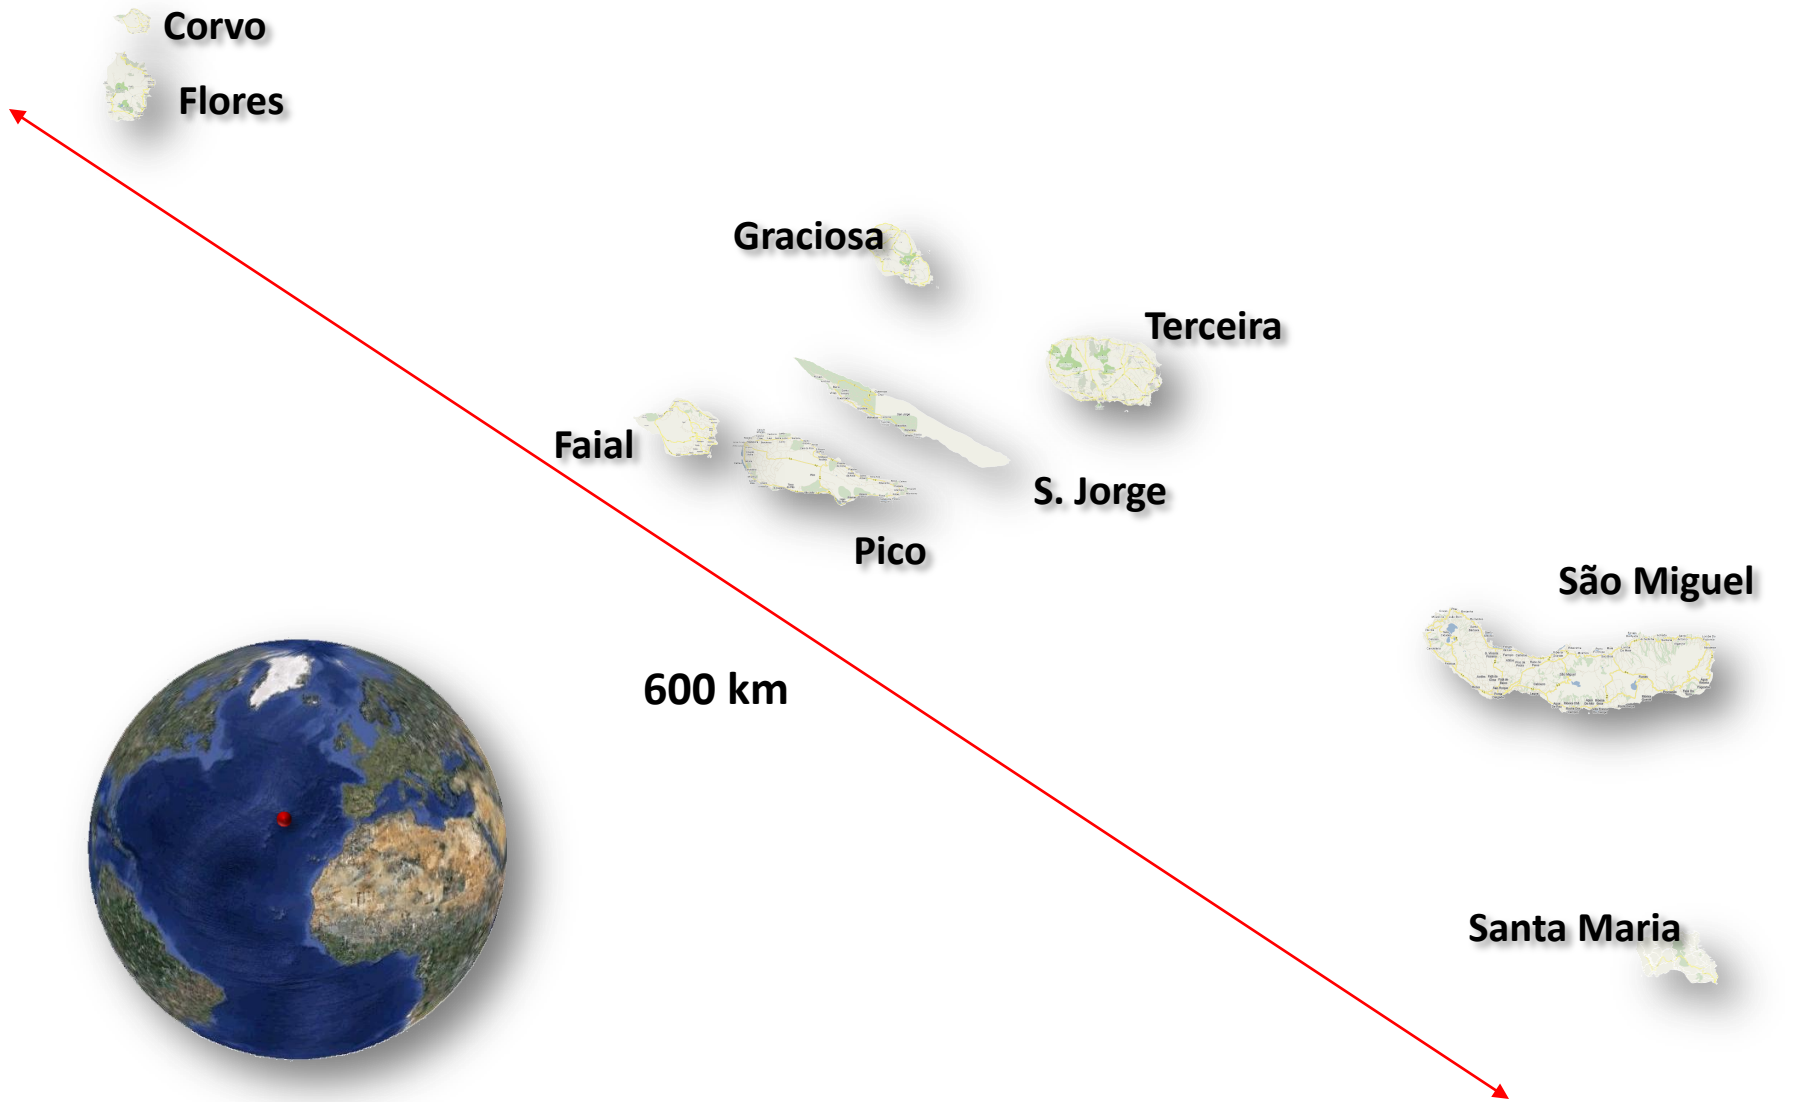 Corvo
Flores
Graciosa
Terceira
Faial
S. Jorge
Pico
São Miguel
600 km
Santa Maria